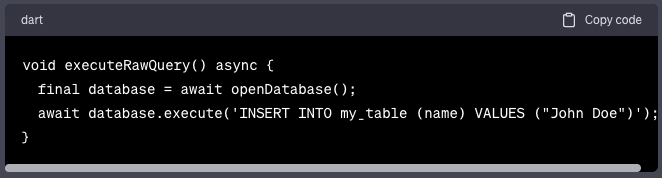 dart
Copy code
void executeRawQuery() async {
final database = await openDatabase();
await database.execute('INSERT INTO my_table (name) VALUES ("John Doe")');
}